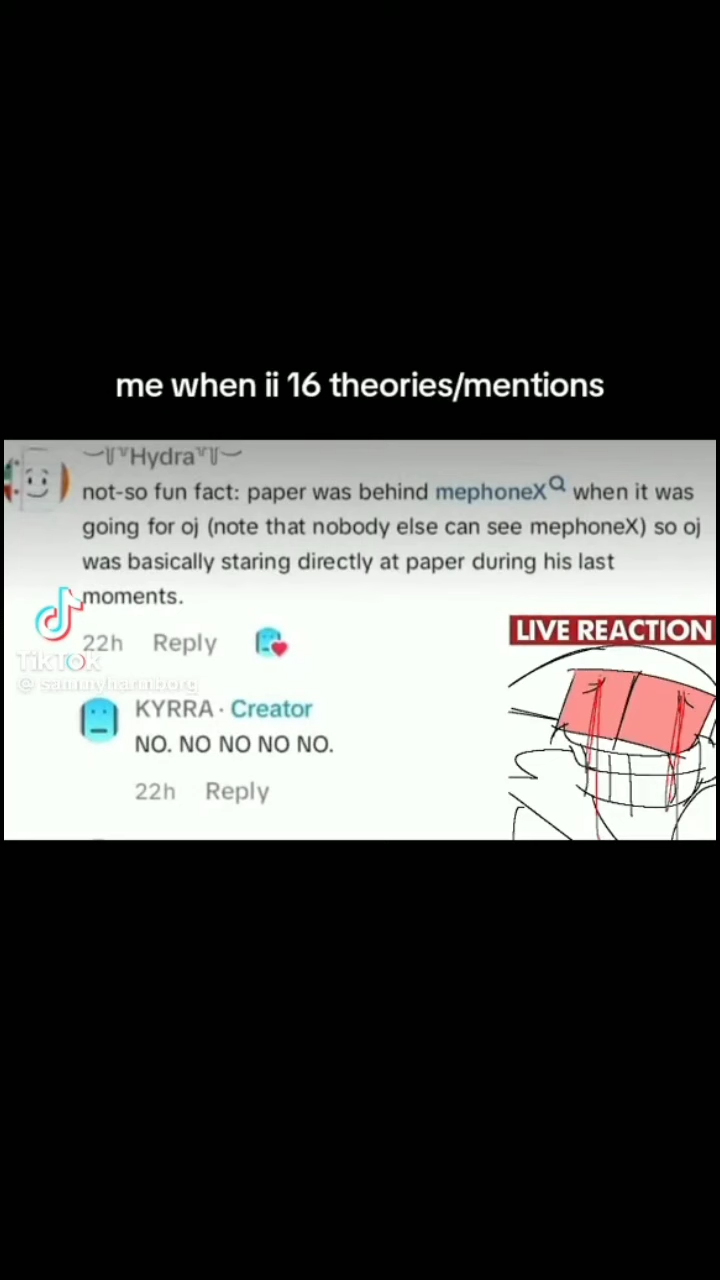 me when ii 16 theories/mentions
Hydra
not-so fun fact: paper was behind mephoneX when it was
going for oj (note that nobody else can see mephoneX) so oj
was basically staring directly at paper during his last
moments.
22h Reply
TikTok
@ sammyharmborg
LIVE REACTION
KYRRA · Creator
NO. NO NO NO NO.
22h Reply